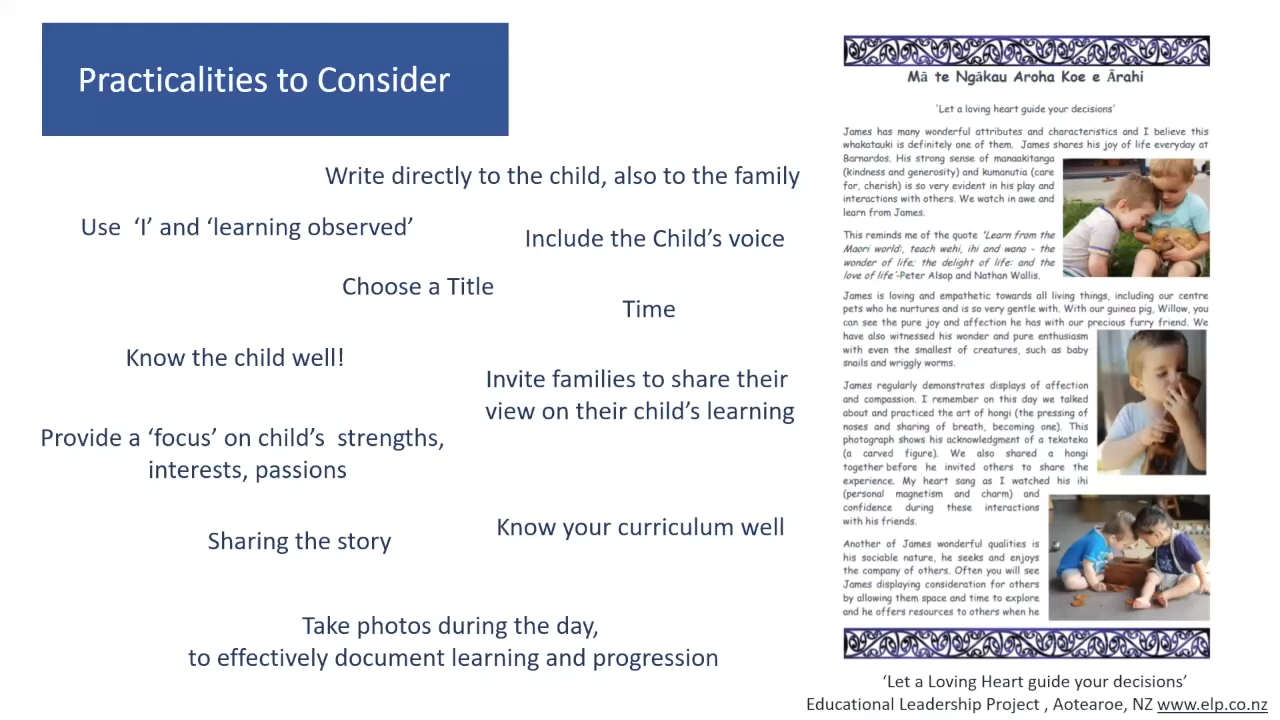 Practicalities to Consider
Write directly to the child, also to the family
Use 'I' and 'learning observed'
Include the Child's voice
Choose a Title
Time
Know the child well!
Invite families to share their
view on their child's learning
Provide a 'focus' on child's strengths,
interests, passions
Know your curriculum well
Sharing the story
Take photos during the day,
to effectively document learning and progression
Mā te Ngākau Aroha Koe e Ārahi
'Let a loving heart guide your decisions'
James has many wonderful attributes and characteristics and I believe this
whakatauki is definitely one of them. James shares his joy of life everyday at
Barnardos. His strong sense of manaakitanga
(kindness and generosity) and kumanutia (care
for, cherish) is so very evident in his play and
interactions with others. We watch in awe and
learn from James.
This reminds me of the quote 'Learn from the
Maori world:, teach wehi, ihi and wana - the
wonder of life; the delight of life: and the
love of life'-Peter Alsop and Nathan Wallis.
James is loving and empathetic towards all living things, including our centre
pets who he nurtures and is so very gentle with. With our guinea pig, Willow, you
can see the pure joy and affection he has with our precious furry friend. We
have also witnessed his wonder and pure enthusiasm
with even the smallest of creatures, such as baby
snails and wriggly worms.
James regularly demonstrates displays of affection
and compassion. I remember on this day we talked
about and practiced the art of hongi (the pressing of
noses and sharing of breath, becoming one). This
photograph shows his acknowledgment of a tekoteko
(a carved figure). We also shared a hongi
together before he invited others to share the
experience. My heart sang as I watched his ihi
(personal magnetism and charm) and
confidence during these interactions
with his friends.
Another of James wonderful qualities is
his sociable nature, he seeks and enjoys
the company of others. Often you will see
James displaying consideration for others
by allowing them space and time to explore
and he offers resources to others when he
'Let a Loving Heart guide your decisions'
Educational Leadership Project , Aotearoe, NZ www.elp.co.nz